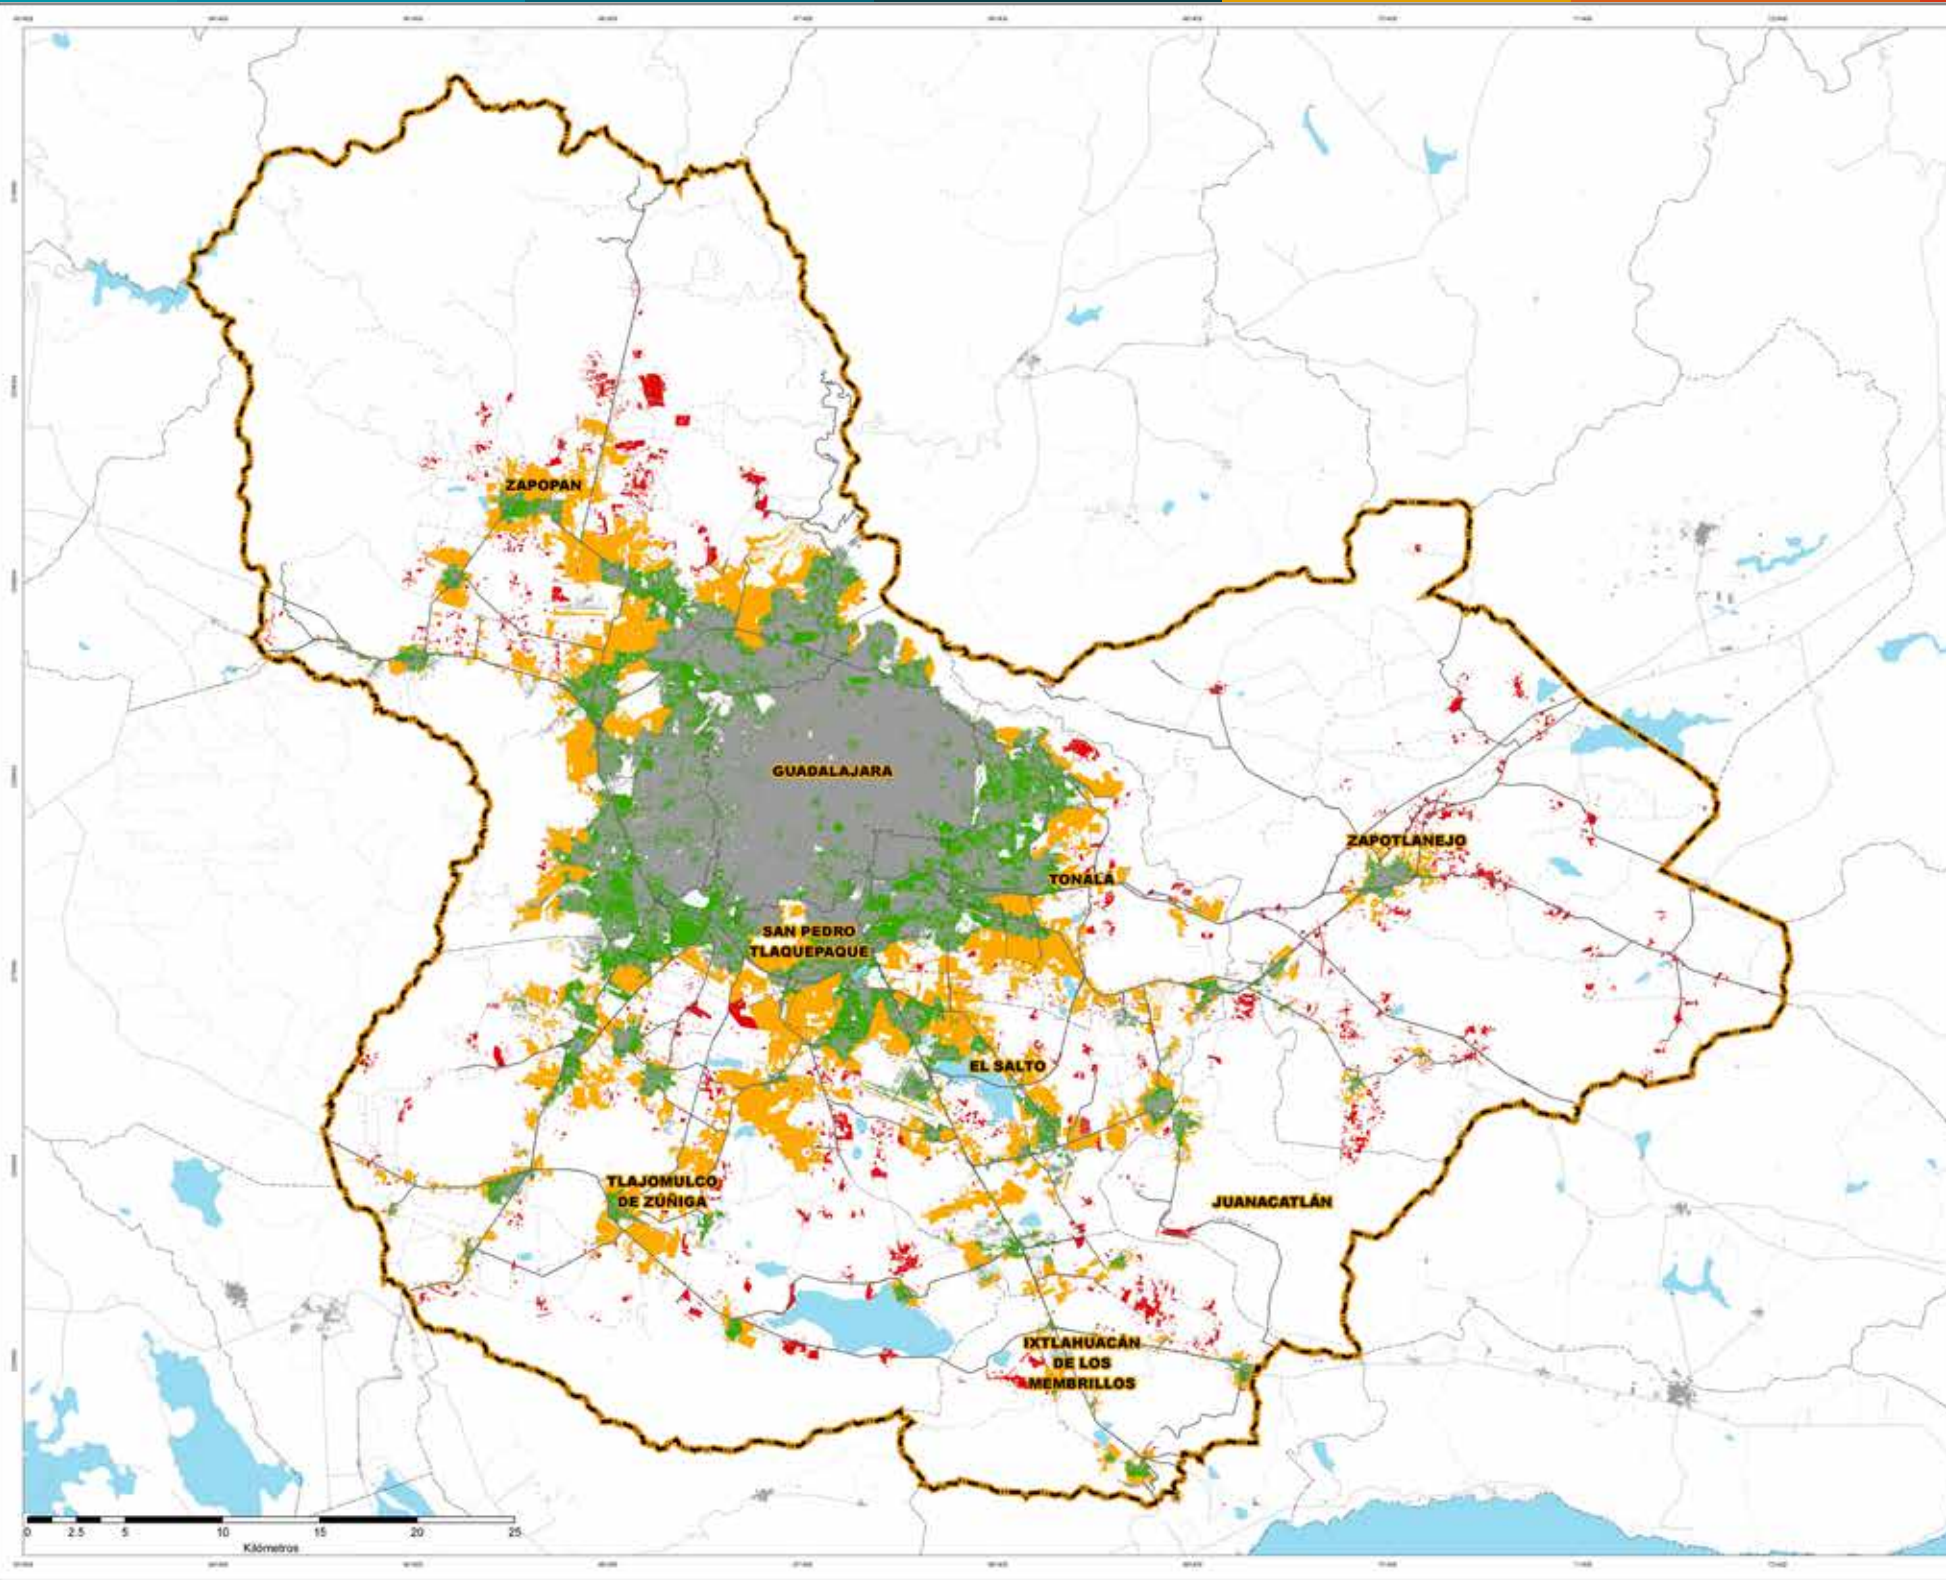 ZAPOPAN
GUADALAJARA
ZAPOTLANEJO
TONALÁ
SAN PEDRO
TLAQUEPAQUE
EL SALTO
TLAJOMULCO
DE ZÚÑIGA
JUANACATLÁN
IXTLAHUACÁN
DE LOS
MEMBRILLOS
0 2.5 5 10 15 20 25
Kilómetros